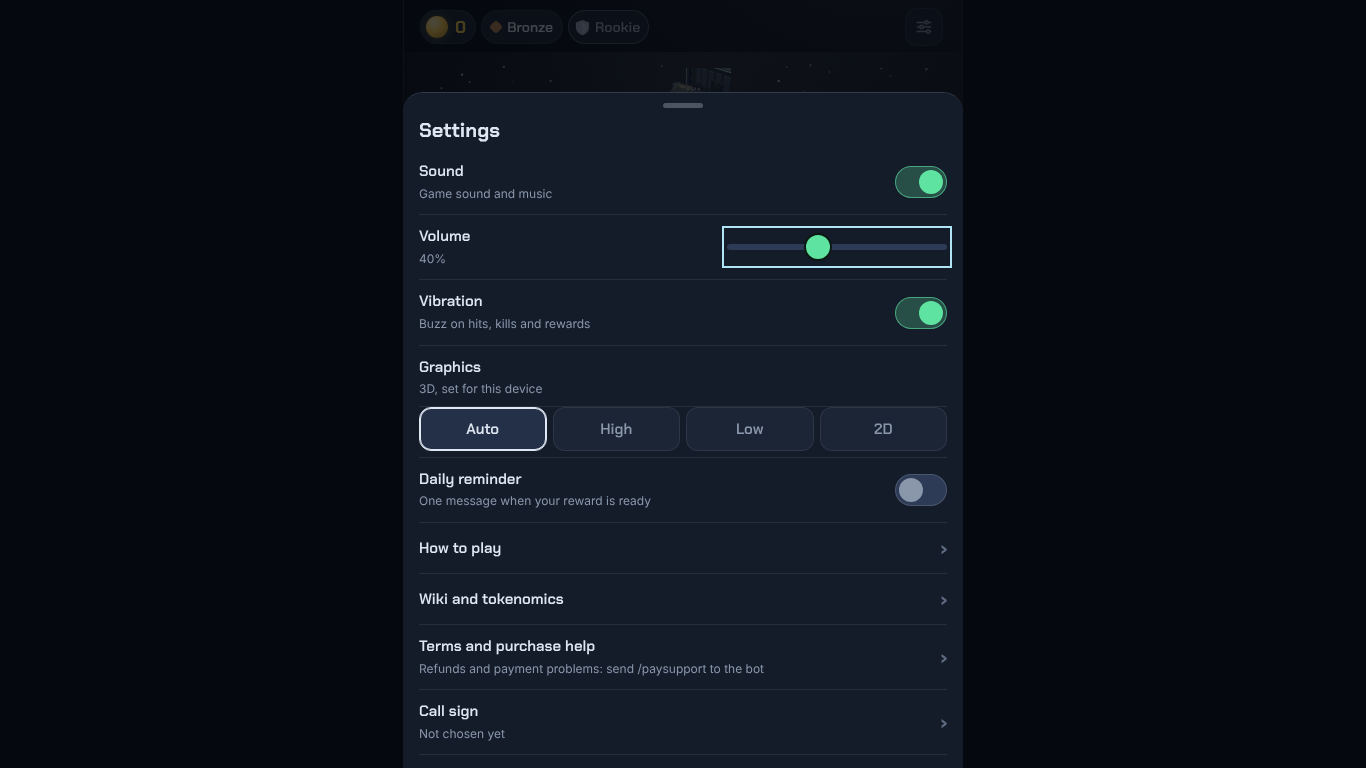 0 Bronze Rookie
Settings
Sound
Game sound and music
Volume
40%
Vibration
Buzz on hits, kills and rewards
Graphics
3D, set for this device
Auto High Low 2D
Daily reminder
One message when your reward is ready
How to play
Wiki and tokenomics
Terms and purchase help
Refunds and payment problems: send /paysupport to the bot
Call sign
Not chosen yet